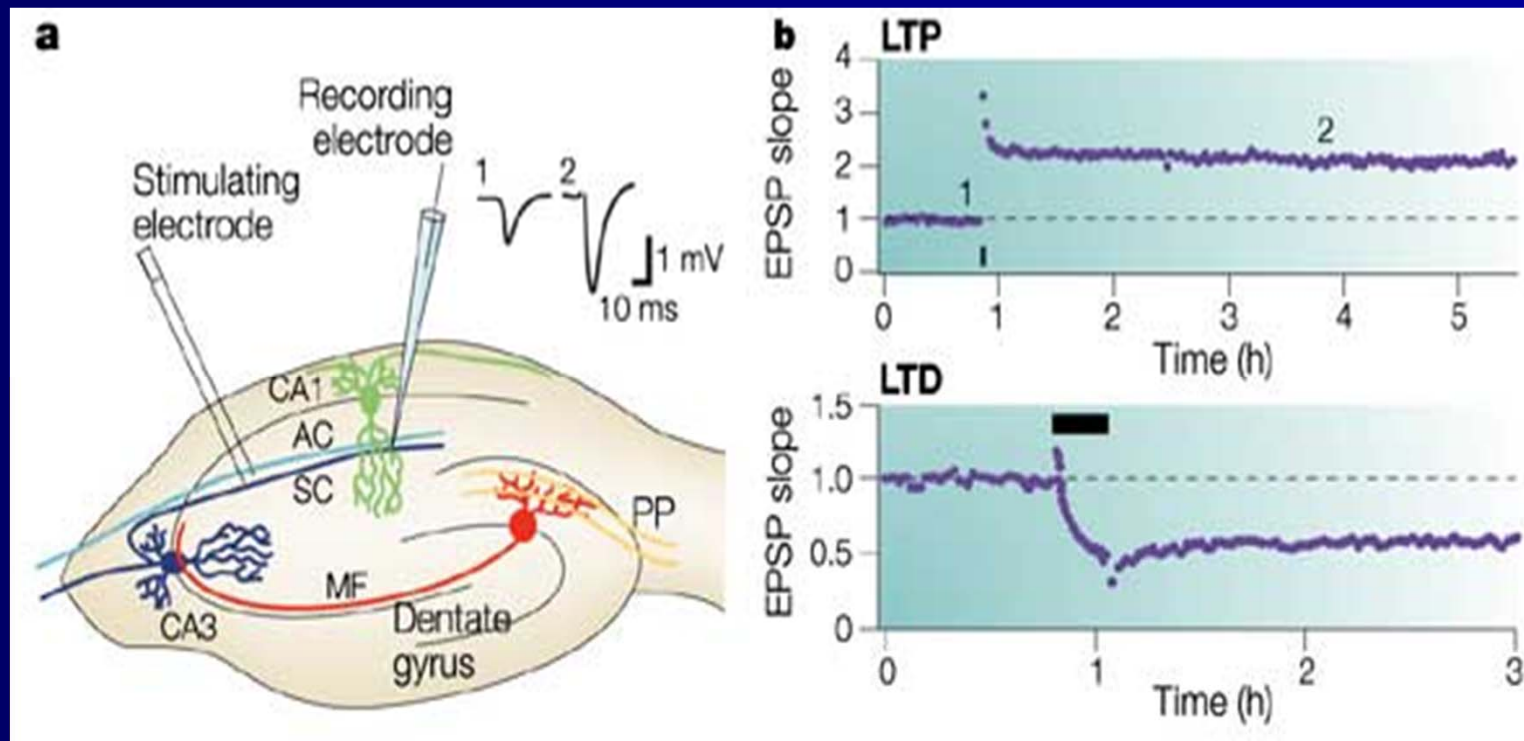 a
Recording
electrode
Stimulating
electrode
1
2
1 mV
10 ms
CA1
AC
SC
PP
MF
CA3
Dentate
gyrus
b
LTP
EPSP slope
4
3
2
1
0
1
2
0
1
2
3
4
5
Time (h)
LTD
EPSP slope
1.5
1.0
0.5
0
0
1
2
3
Time (h)